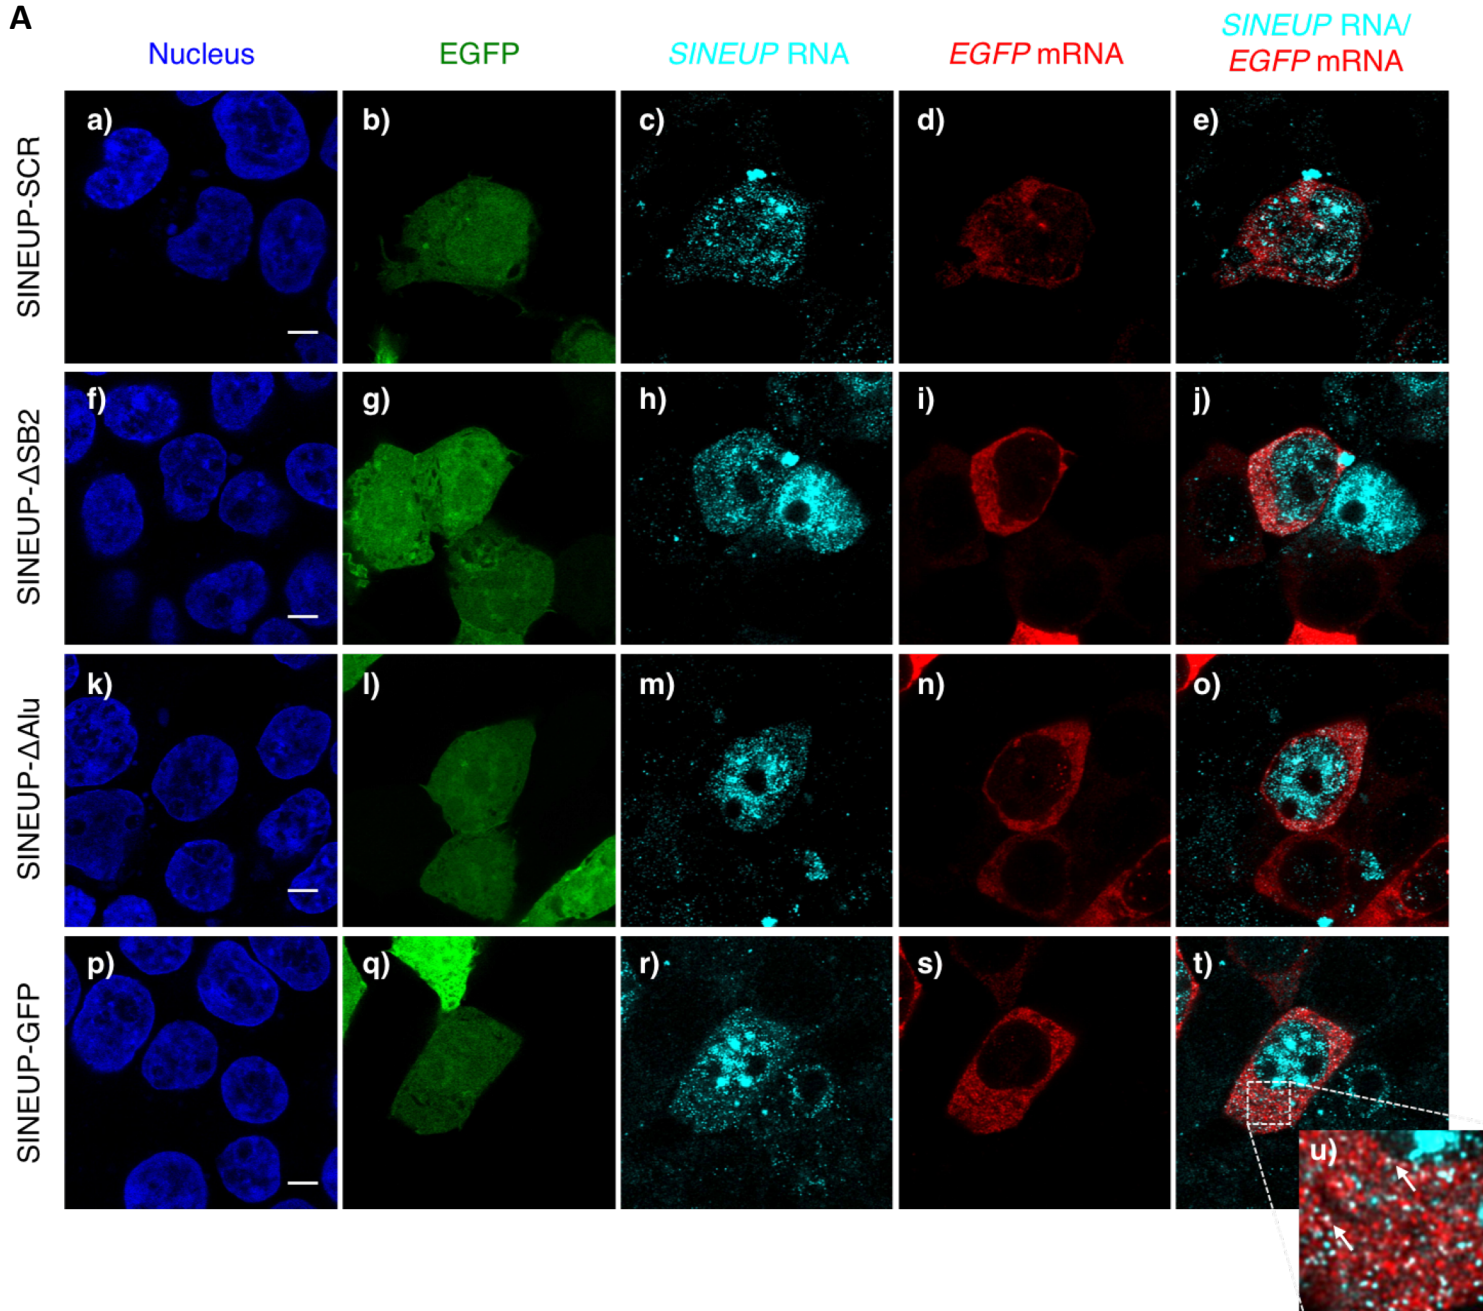 A
Nucleus
EGFP
SINEUP RNA
EGFP mRNA
SINEUP RNA/
EGFP mRNA
SINEUP-SCR
a)
b)
c)
d)
e)
SINEUP-ΔSB2
f)
g)
h)
i)
j)
SINEUP-ΔAlu
k)
l)
m)
n)
o)
SINEUP-GFP
p)
q)
r)
s)
t)
u)